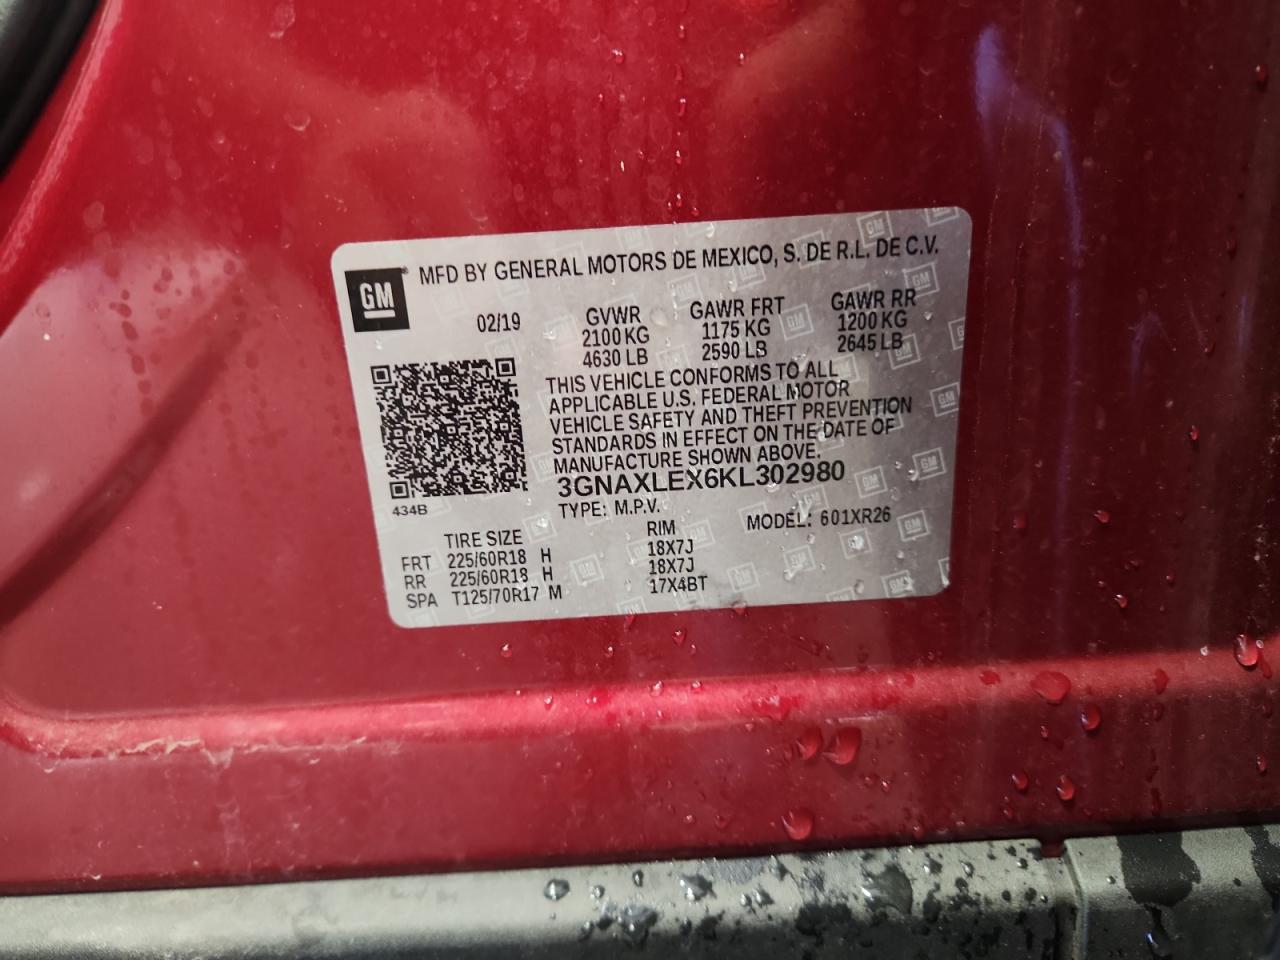 GM
MFD BY GENERAL MOTORS DE MEXICO, S. DE R.L. DE C.V.
02/19
GVWR GAWR FRT GAWR RR
2100 KG 1175 KG 1200 KG
4630 LB 2590 LB 2645 LB
THIS VEHICLE CONFORMS TO ALL
APPLICABLE U.S. FEDERAL MOTOR
VEHICLE SAFETY AND THEFT PREVENTION
STANDARDS IN EFFECT ON THE DATE OF
MANUFACTURE SHOWN ABOVE.
3GNAXLEX6KL302980
434B
TYPE: M.P.V. MODEL: 601XR26
TIRE SIZE RIM
FRT 225/60R18 H 18X7J
RR 225/60R18 H 18X7J
SPA T125/70R17 M 17X4BT